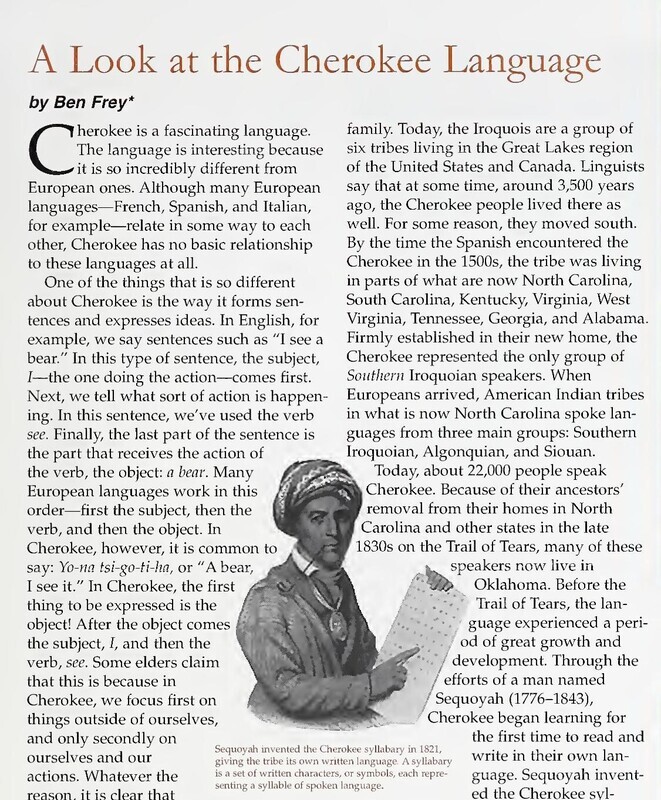 A Look at the Cherokee Language
by Ben Frey*
Cherokee is a fascinating language.
The language is interesting because
it is so incredibly different from
European ones. Although many European
languages—French, Spanish, and Italian,
for example—relate in some way to each
other, Cherokee has no basic relationship
to these languages at all.
One of the things that is so different
about Cherokee is the way it forms sen-
tences and expresses ideas. In English, for
example, we say sentences such as “I see a
bear.” In this type of sentence, the subject,
I—the one doing the action—comes first.
Next, we tell what sort of action is happen-
ing. In this sentence, we’ve used the verb
see. Finally, the last part of the sentence is
the part that receives the action of
the verb, the object: a bear. Many
European languages work in this
order—first the subject, then the
verb, and then the object. In
Cherokee, however, it is common to
say: Yo-na tsi-go-ti-ha, or “A bear,
I see it.” In Cherokee, the first
thing to be expressed is the
object! After the object comes
the subject, I, and then the
verb, see. Some elders claim
that this is because in
Cherokee, we focus first on
things outside of ourselves,
and only secondly on
ourselves and our
actions. Whatever the
reason, it is clear that
family. Today, the Iroquois are a group of
six tribes living in the Great Lakes region
of the United States and Canada. Linguists
say that at some time, around 3,500 years
ago, the Cherokee people lived there as
well. For some reason, they moved south.
By the time the Spanish encountered the
Cherokee in the 1500s, the tribe was living
in parts of what are now North Carolina,
South Carolina, Kentucky, Virginia, West
Virginia, Tennessee, Georgia, and Alabama.
Firmly established in their new home, the
Cherokee represented the only group of
Southern Iroquoian speakers. When
Europeans arrived, American Indian tribes
in what is now North Carolina spoke lan-
guages from three main groups: Southern
Iroquoian, Algonquian, and Siouan.
Today, about 22,000 people speak
Cherokee. Because of their ancestors’
removal from their homes in North
Carolina and other states in the late
1830s on the Trail of Tears, many of these
speakers now live in
Oklahoma. Before the
Trail of Tears, the lan-
guage experienced a peri-
od of great growth and
development. Through the
efforts of a man named
Sequoyah (1776–1843),
Cherokee began learning for
the first time to read and
write in their own lan-
guage. Sequoyah invent-
ed the Cherokee syl-
Sequoyah invented the Cherokee syllabary in 1821,
giving the tribe its own written language. A syllabary
is a set of written characters, or symbols, each repre-
senting a syllable of spoken language.